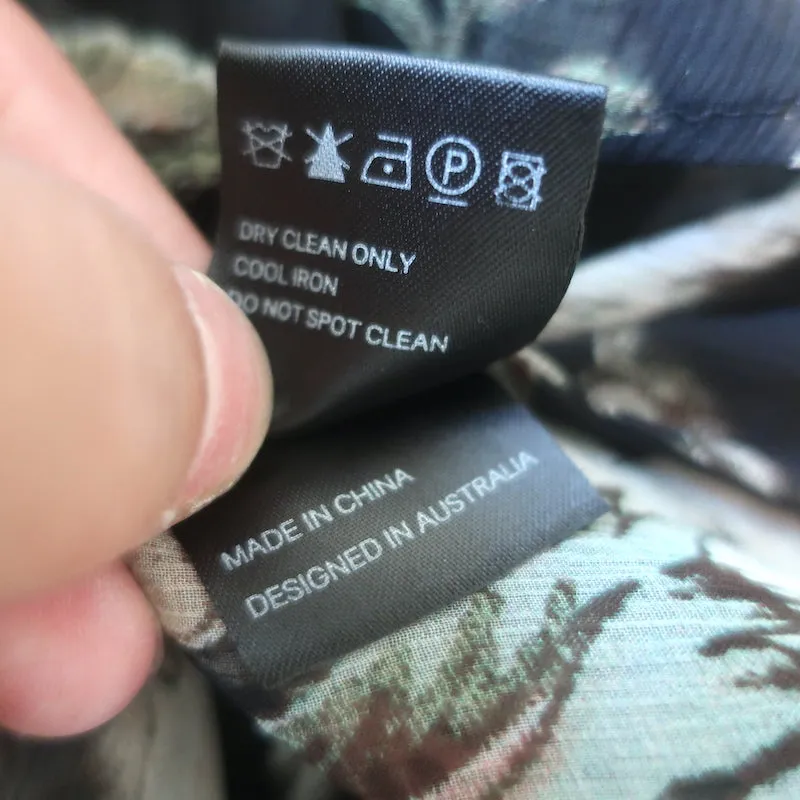 P
DRY CLEAN ONLY
COOL IRON
DO NOT SPOT CLEAN
MADE IN CHINA
DESIGNED IN AUSTRALIA